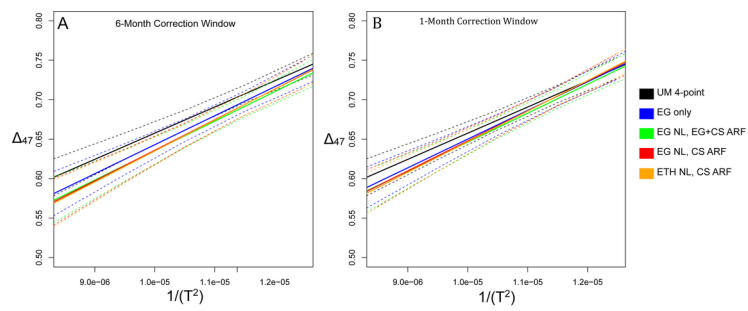 A
6-Month Correction Window
0.80
0.75
0.70
0.65
0.60
0.55
0.50
Δ47
9.0e−06
1.0e−05
1.1e−05
1.2e−05
1/(T²)
B
1-Month Correction Window
0.80
0.75
0.70
0.65
0.60
0.55
0.50
Δ47
9.0e−06
1.0e−05
1.1e−05
1.2e−05
1/(T²)
UM 4-point
EG only
EG NL, EG+CS ARF
EG NL, CS ARF
ETH NL, CS ARF